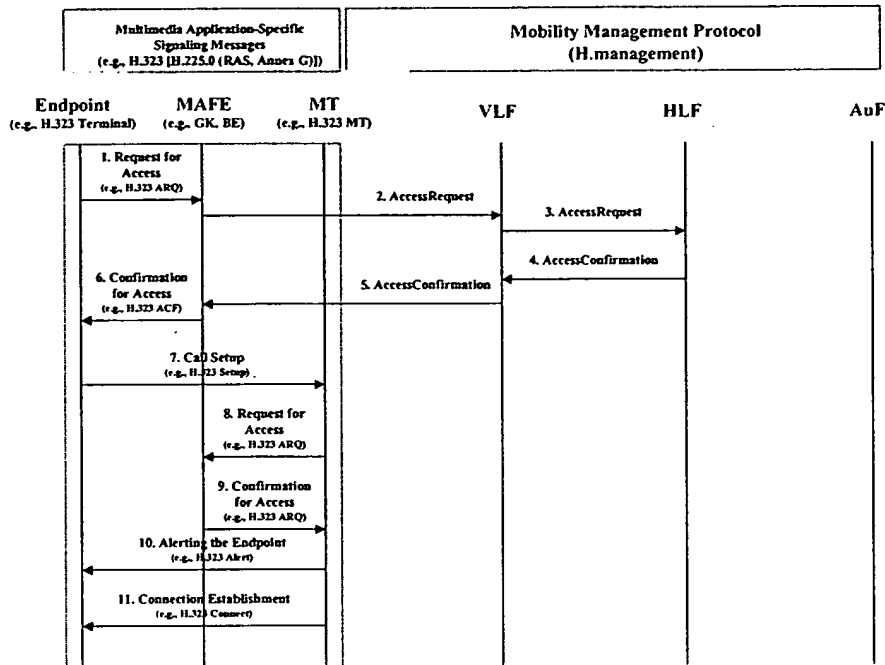 Multimedia Application-Specific
Signaling Messages
(e.g., H.323 [H.225.0 (RAS, Annex G)])
Mobility Management Protocol
(H.management)
Endpoint
(e.g., H.323 Terminal)
MAFE
(e.g., GK, BE)
MT
(e.g., H.323 MT)
VLF
HLF
AuF
1. Request for
Access
(e.g., H.323 ARQ)
2. AccessRequest
3. AccessRequest
4. AccessConfirmation
5. AccessConfirmation
6. Confirmation
for Access
(e.g., H.323 ACF)
7. Call Setup
(e.g., H.323 Setup)
8. Request for
Access
(e.g., H.323 ARQ)
9. Confirmation
for Access
(e.g., H.323 ARQ)
10. Alerting the Endpoint
(e.g., H.323 Alert)
11. Connection Establishment
(e.g., H.323 Connect)